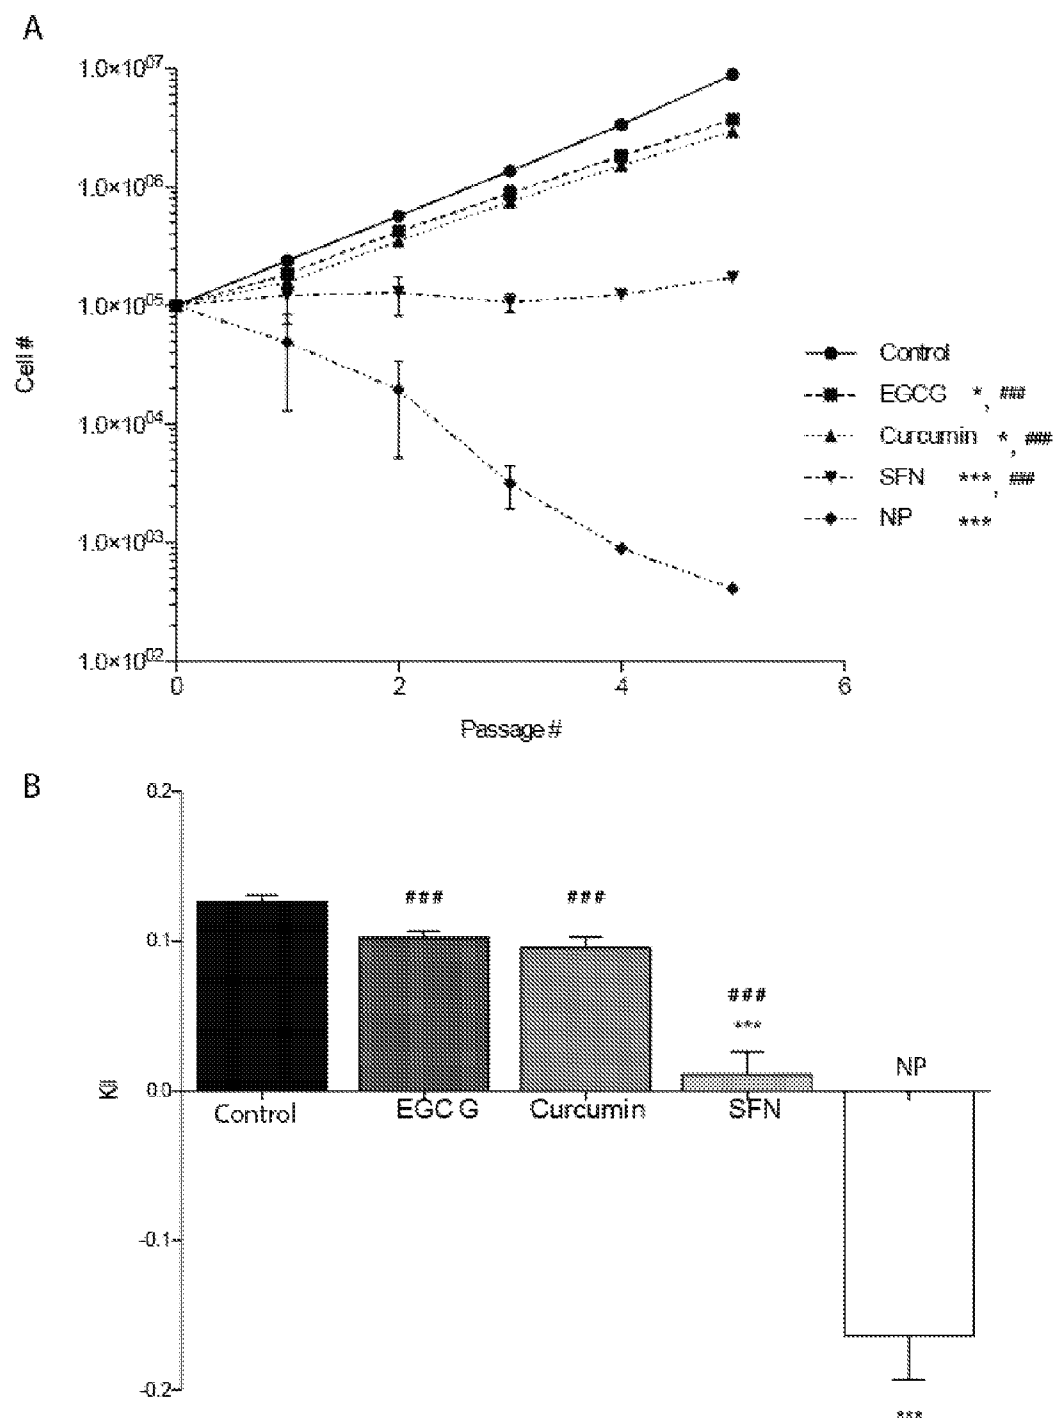 A
1.0×10^07
1.0×10^06
1.0×10^05
1.0×10^04
1.0×10^03
1.0×10^02
Cell #
0 2 4 6
Passage #
Control
EGCG *, ###
Curcumin *, ###
SFN ***, ###
NP ***
B
0.2
0.1
0.0
-0.1
-0.2
### ###
###
***
NP
Control EGC G Curcumin SFN
***